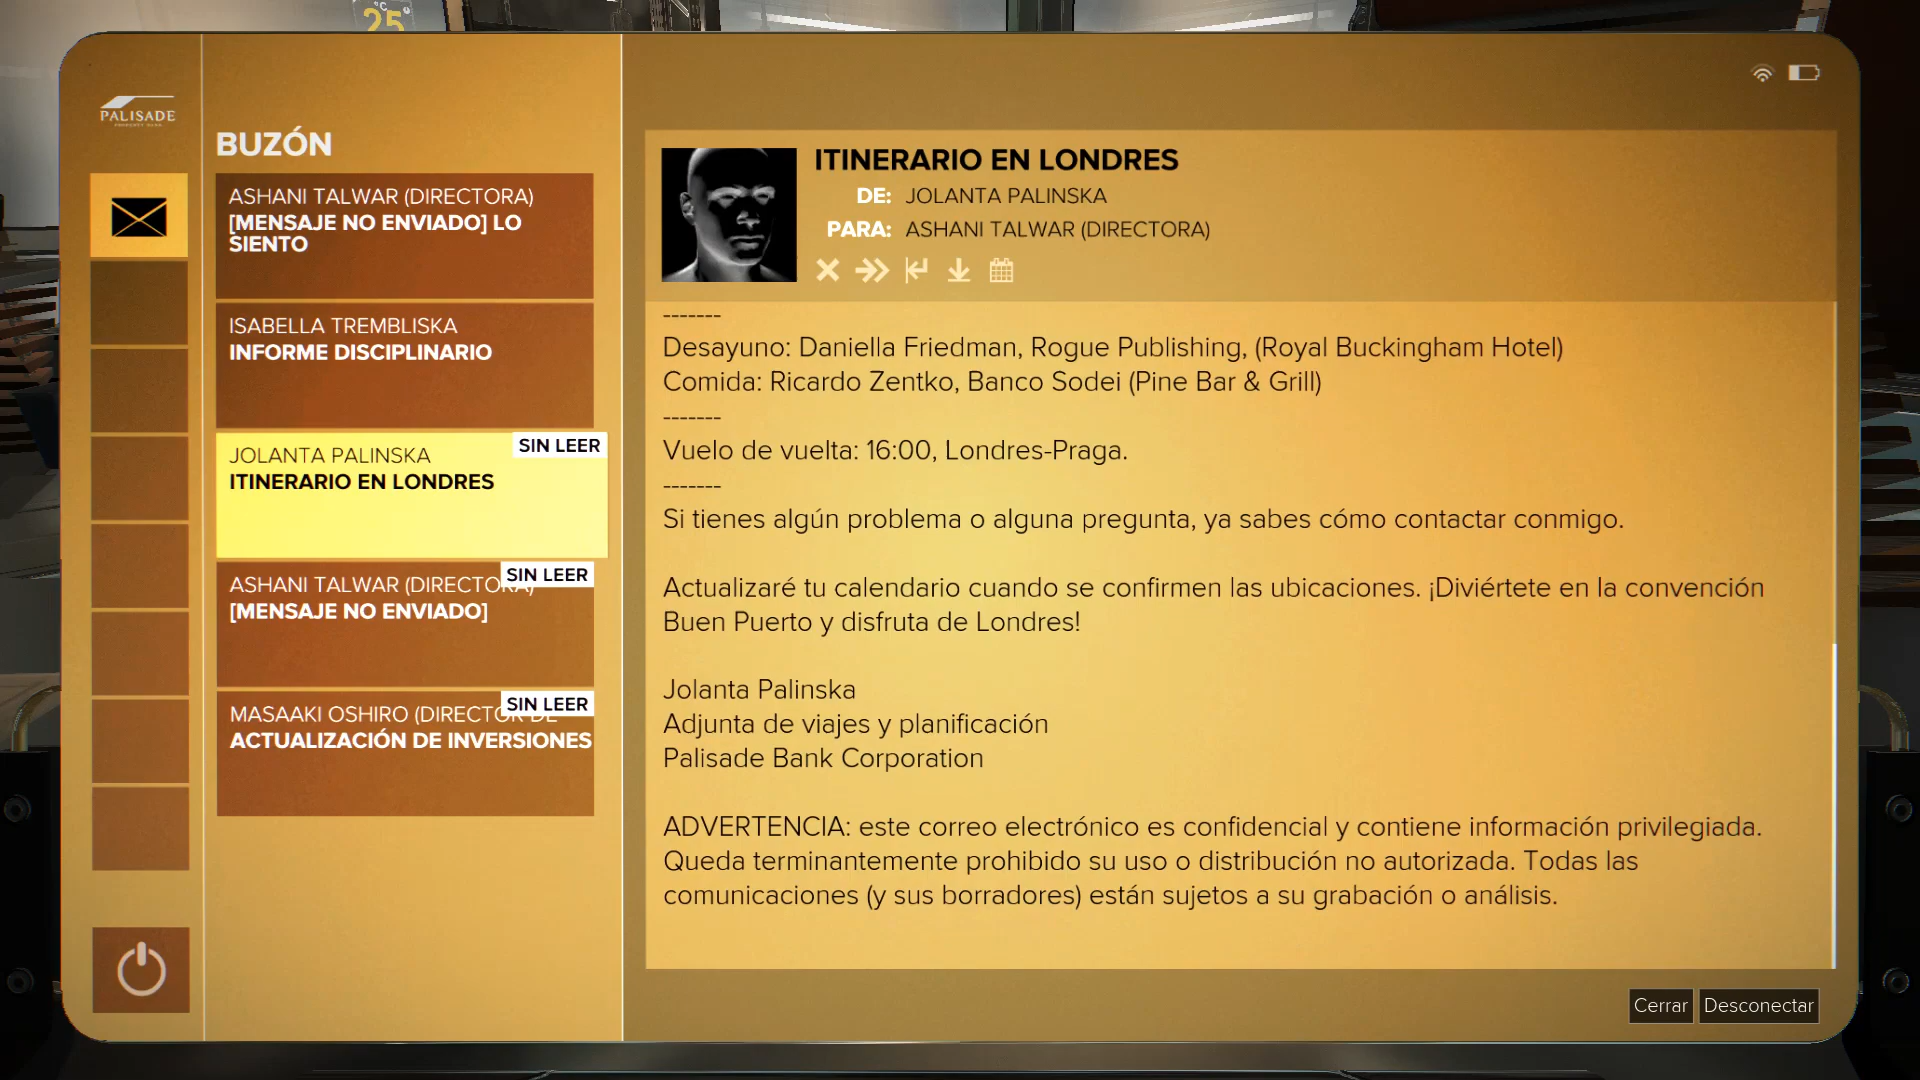 25
°C
PALISADE
BUZÓN
ASHANI TALWAR (DIRECTORA)
[MENSAJE NO ENVIADO] LO
SIENTO
ISABELLA TREMBLISKA
INFORME DISCIPLINARIO
SIN LEER
JOLANTA PALINSKA
ITINERARIO EN LONDRES
SIN LEER
ASHANI TALWAR (DIRECTORA)
[MENSAJE NO ENVIADO]
SIN LEER
MASAAKI OSHIRO (DIRECTOR DE
ACTUALIZACIÓN DE INVERSIONES
ITINERARIO EN LONDRES
DE: JOLANTA PALINSKA
PARA: ASHANI TALWAR (DIRECTORA)
-------
Desayuno: Daniella Friedman, Rogue Publishing, (Royal Buckingham Hotel)
Comida: Ricardo Zentko, Banco Sodei (Pine Bar & Grill)
-------
Vuelo de vuelta: 16:00, Londres-Praga.
-------
Si tienes algún problema o alguna pregunta, ya sabes cómo contactar conmigo.
Actualizaré tu calendario cuando se confirmen las ubicaciones. ¡Diviértete en la convención
Buen Puerto y disfruta de Londres!
Jolanta Palinska
Adjunta de viajes y planificación
Palisade Bank Corporation
ADVERTENCIA: este correo electrónico es confidencial y contiene información privilegiada.
Queda terminantemente prohibido su uso o distribución no autorizada. Todas las
comunicaciones (y sus borradores) están sujetos a su grabación o análisis.
Cerrar
Desconectar